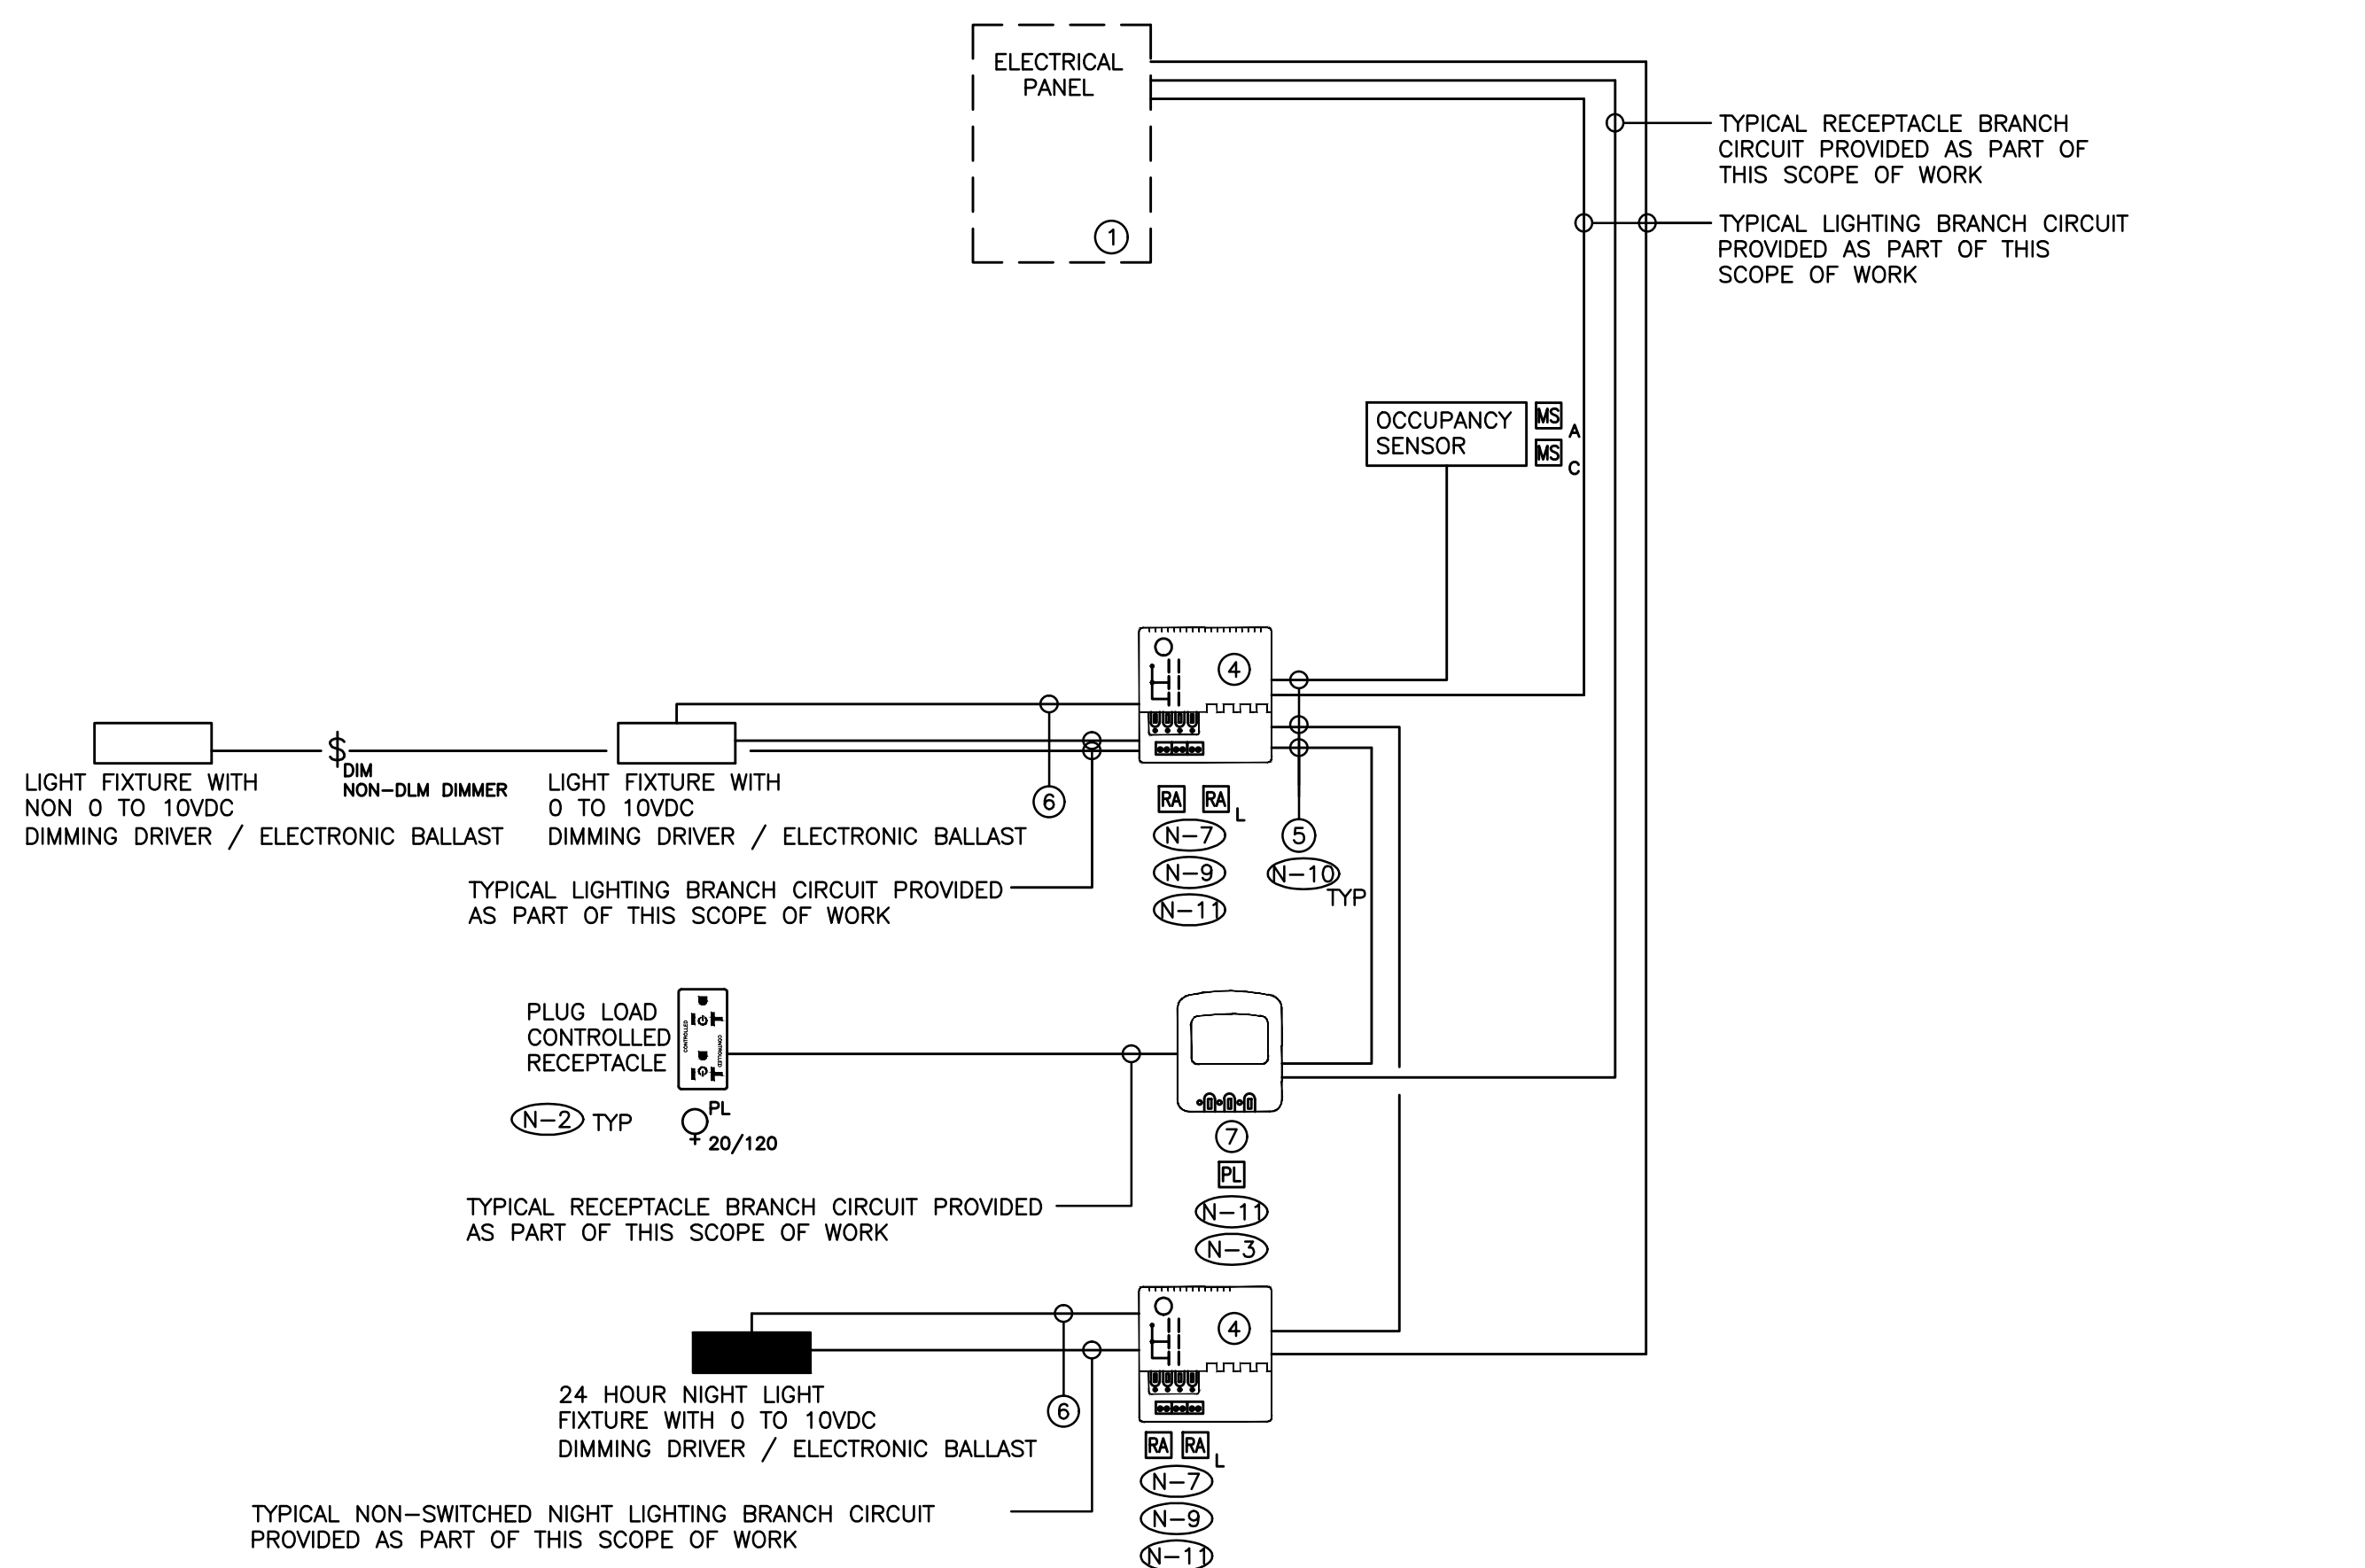 ELECTRICAL
PANEL
1
TYPICAL RECEPTACLE BRANCH
CIRCUIT PROVIDED AS PART OF
THIS SCOPE OF WORK
TYPICAL LIGHTING BRANCH CIRCUIT
PROVIDED AS PART OF THIS
SCOPE OF WORK
OCCUPANCY
SENSOR
MS
A
MS
C
4
$
DIM
NON-DLM DIMMER
LIGHT FIXTURE WITH
NON 0 TO 10VDC
DIMMING DRIVER / ELECTRONIC BALLAST
LIGHT FIXTURE WITH
0 TO 10VDC
DIMMING DRIVER / ELECTRONIC BALLAST
6
RA RA
L
N-7
N-9
N-11
5
N-10
TYP
TYPICAL LIGHTING BRANCH CIRCUIT PROVIDED
AS PART OF THIS SCOPE OF WORK
PLUG LOAD
CONTROLLED
RECEPTACLE
CONTROLLED
CONTROLLED
N-2 TYP
PL
20/120
7
PL
N-11
N-3
TYPICAL RECEPTACLE BRANCH CIRCUIT PROVIDED
AS PART OF THIS SCOPE OF WORK
4
24 HOUR NIGHT LIGHT
FIXTURE WITH 0 TO 10VDC
DIMMING DRIVER / ELECTRONIC BALLAST
6
RA RA
L
N-7
N-9
N-11
TYPICAL NON-SWITCHED NIGHT LIGHTING BRANCH CIRCUIT
PROVIDED AS PART OF THIS SCOPE OF WORK